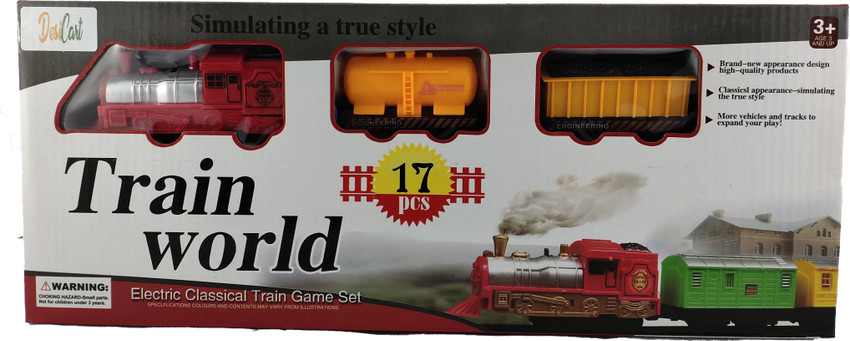 DesiCart
Simulating a true style
3+
AGE 3
AND UP
Brand-new appearance design
high-quality products
Classicsl appearance-simulating
the true style
More vehicles and tracks to
expand your play!
ENGINEERING
ENGINEERING
Train
world
17
pcs
WARNING:
CHOKING HAZARD-Small parts.
Not for children under 3 years.
Electric Classical Train Game Set
SPECIFLCATIONS COLOURS AND CONTENTS MAY VARY FROM ILLUSTRATIONS